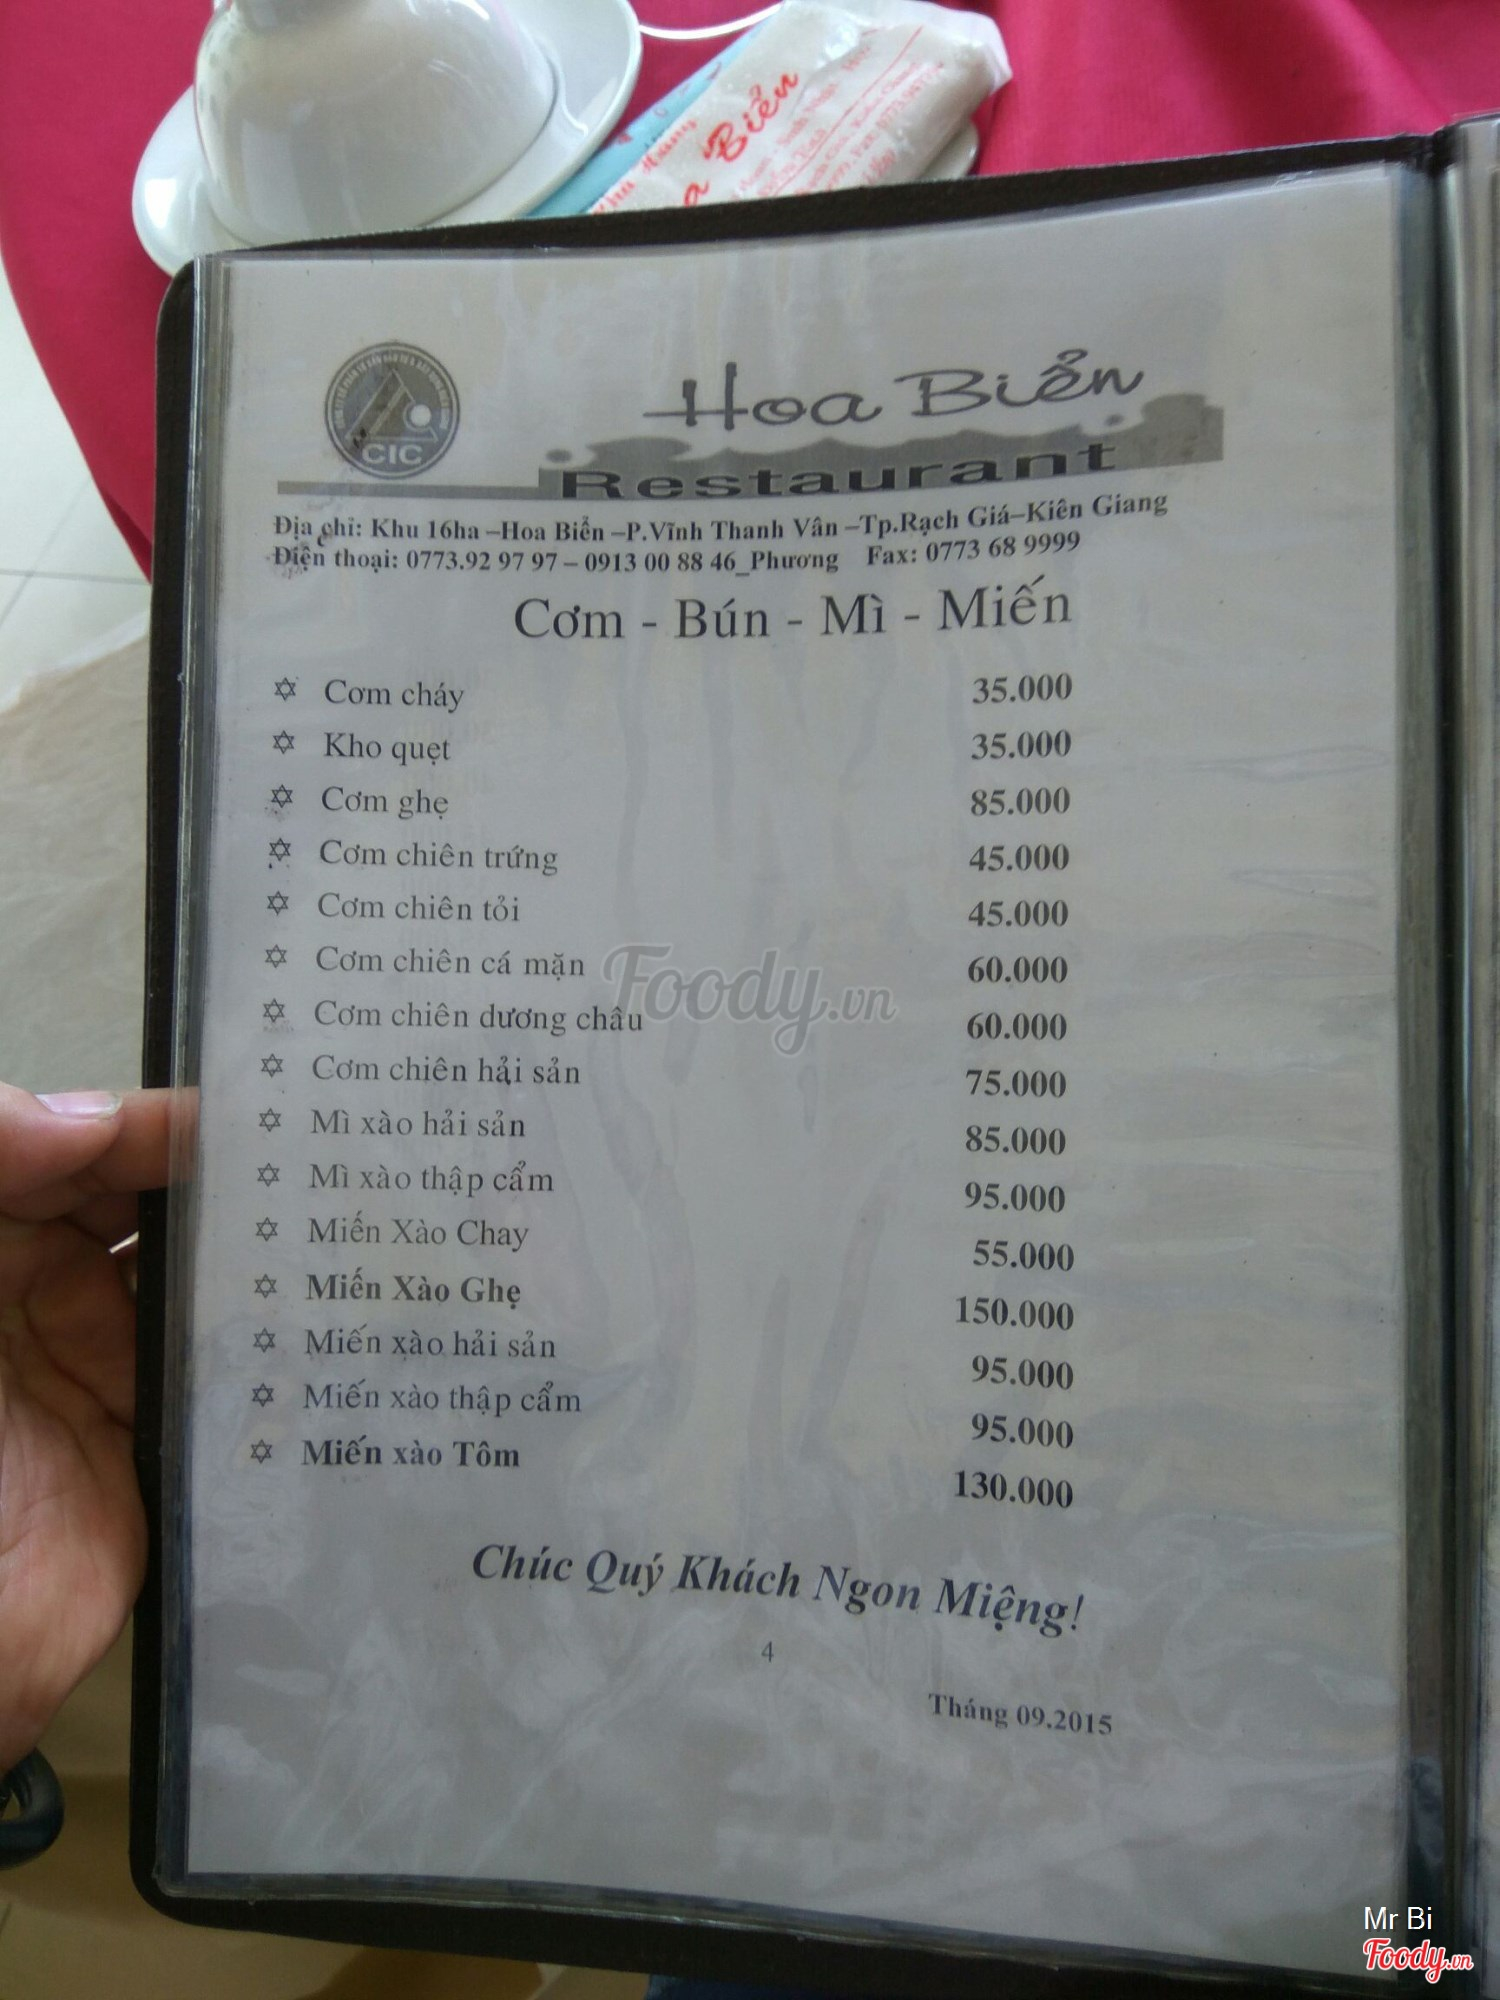 Biển
CIC
Hoa Biển
Restaurant
Địa chỉ: Khu 16ha –Hoa Biển –P.Vĩnh Thanh Vân –Tp.Rạch Giá–Kiên Giang
Điện thoại: 0773.92 97 97 – 0913 00 88 46_Phương Fax: 0773 68 9999
Cơm - Bún - Mì - Miến
Cơm cháy 35.000
Kho quẹt 35.000
Cơm ghẹ 85.000
Cơm chiên trứng 45.000
Cơm chiên tỏi 45.000
Cơm chiên cá mặn 60.000
Cơm chiên dương châu 60.000
Cơm chiên hải sản 75.000
Mì xào hải sản 85.000
Mì xào thập cẩm 95.000
Miến Xào Chay 55.000
Miến Xào Ghẹ 150.000
Miến xào hải sản 95.000
Miến xào thập cẩm 95.000
Miến xào Tôm 130.000
Foody.vn
Chúc Quý Khách Ngon Miệng!
4
Tháng 09.2015
Mr Bi
Foody.vn